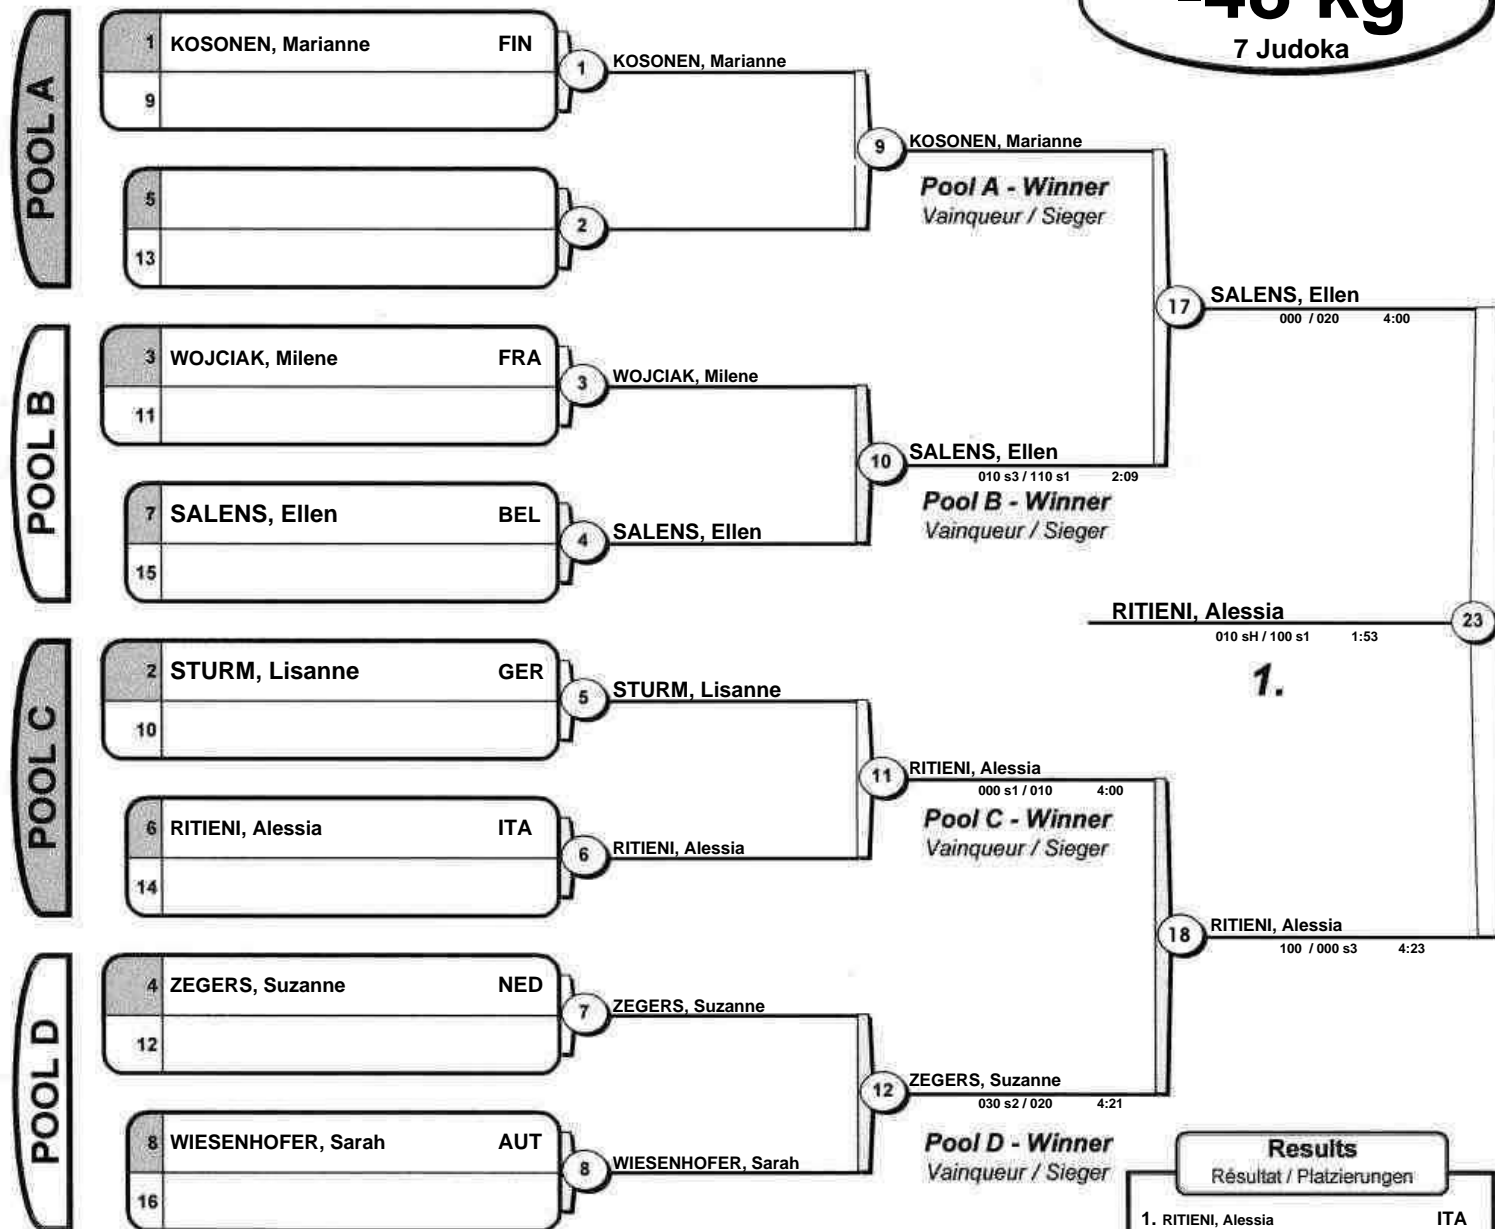 -48 kg
7 Judoka
POOL A
1 KOSONEN, Marianne FIN
9
1 KOSONEN, Marianne
5
13
2
9 KOSONEN, Marianne
Pool A - Winner
Vainqueur / Sieger
POOL B
3 WOJCIAK, Milene FRA
11
3 WOJCIAK, Milene
7 SALENS, Ellen BEL
15
4 SALENS, Ellen
10 SALENS, Ellen
010 s3 / 110 s1 2:09
Pool B - Winner
Vainqueur / Sieger
17 SALENS, Ellen
000 / 020 4:00
RITIENI, Alessia 23
010 sH / 100 s1 1:53
1.
POOL C
2 STURM, Lisanne GER
10
5 STURM, Lisanne
6 RITIENI, Alessia ITA
14
6 RITIENI, Alessia
11 RITIENI, Alessia
000 s1 / 010 4:00
Pool C - Winner
Vainqueur / Sieger
18 RITIENI, Alessia
100 / 000 s3 4:23
POOL D
4 ZEGERS, Suzanne NED
12
7 ZEGERS, Suzanne
8 WIESENHOFER, Sarah AUT
16
8 WIESENHOFER, Sarah
12 ZEGERS, Suzanne
030 s2 / 020 4:21
Pool D - Winner
Vainqueur / Sieger
Results
Résultat / Platzierungen
1. RITIENI, Alessia ITA